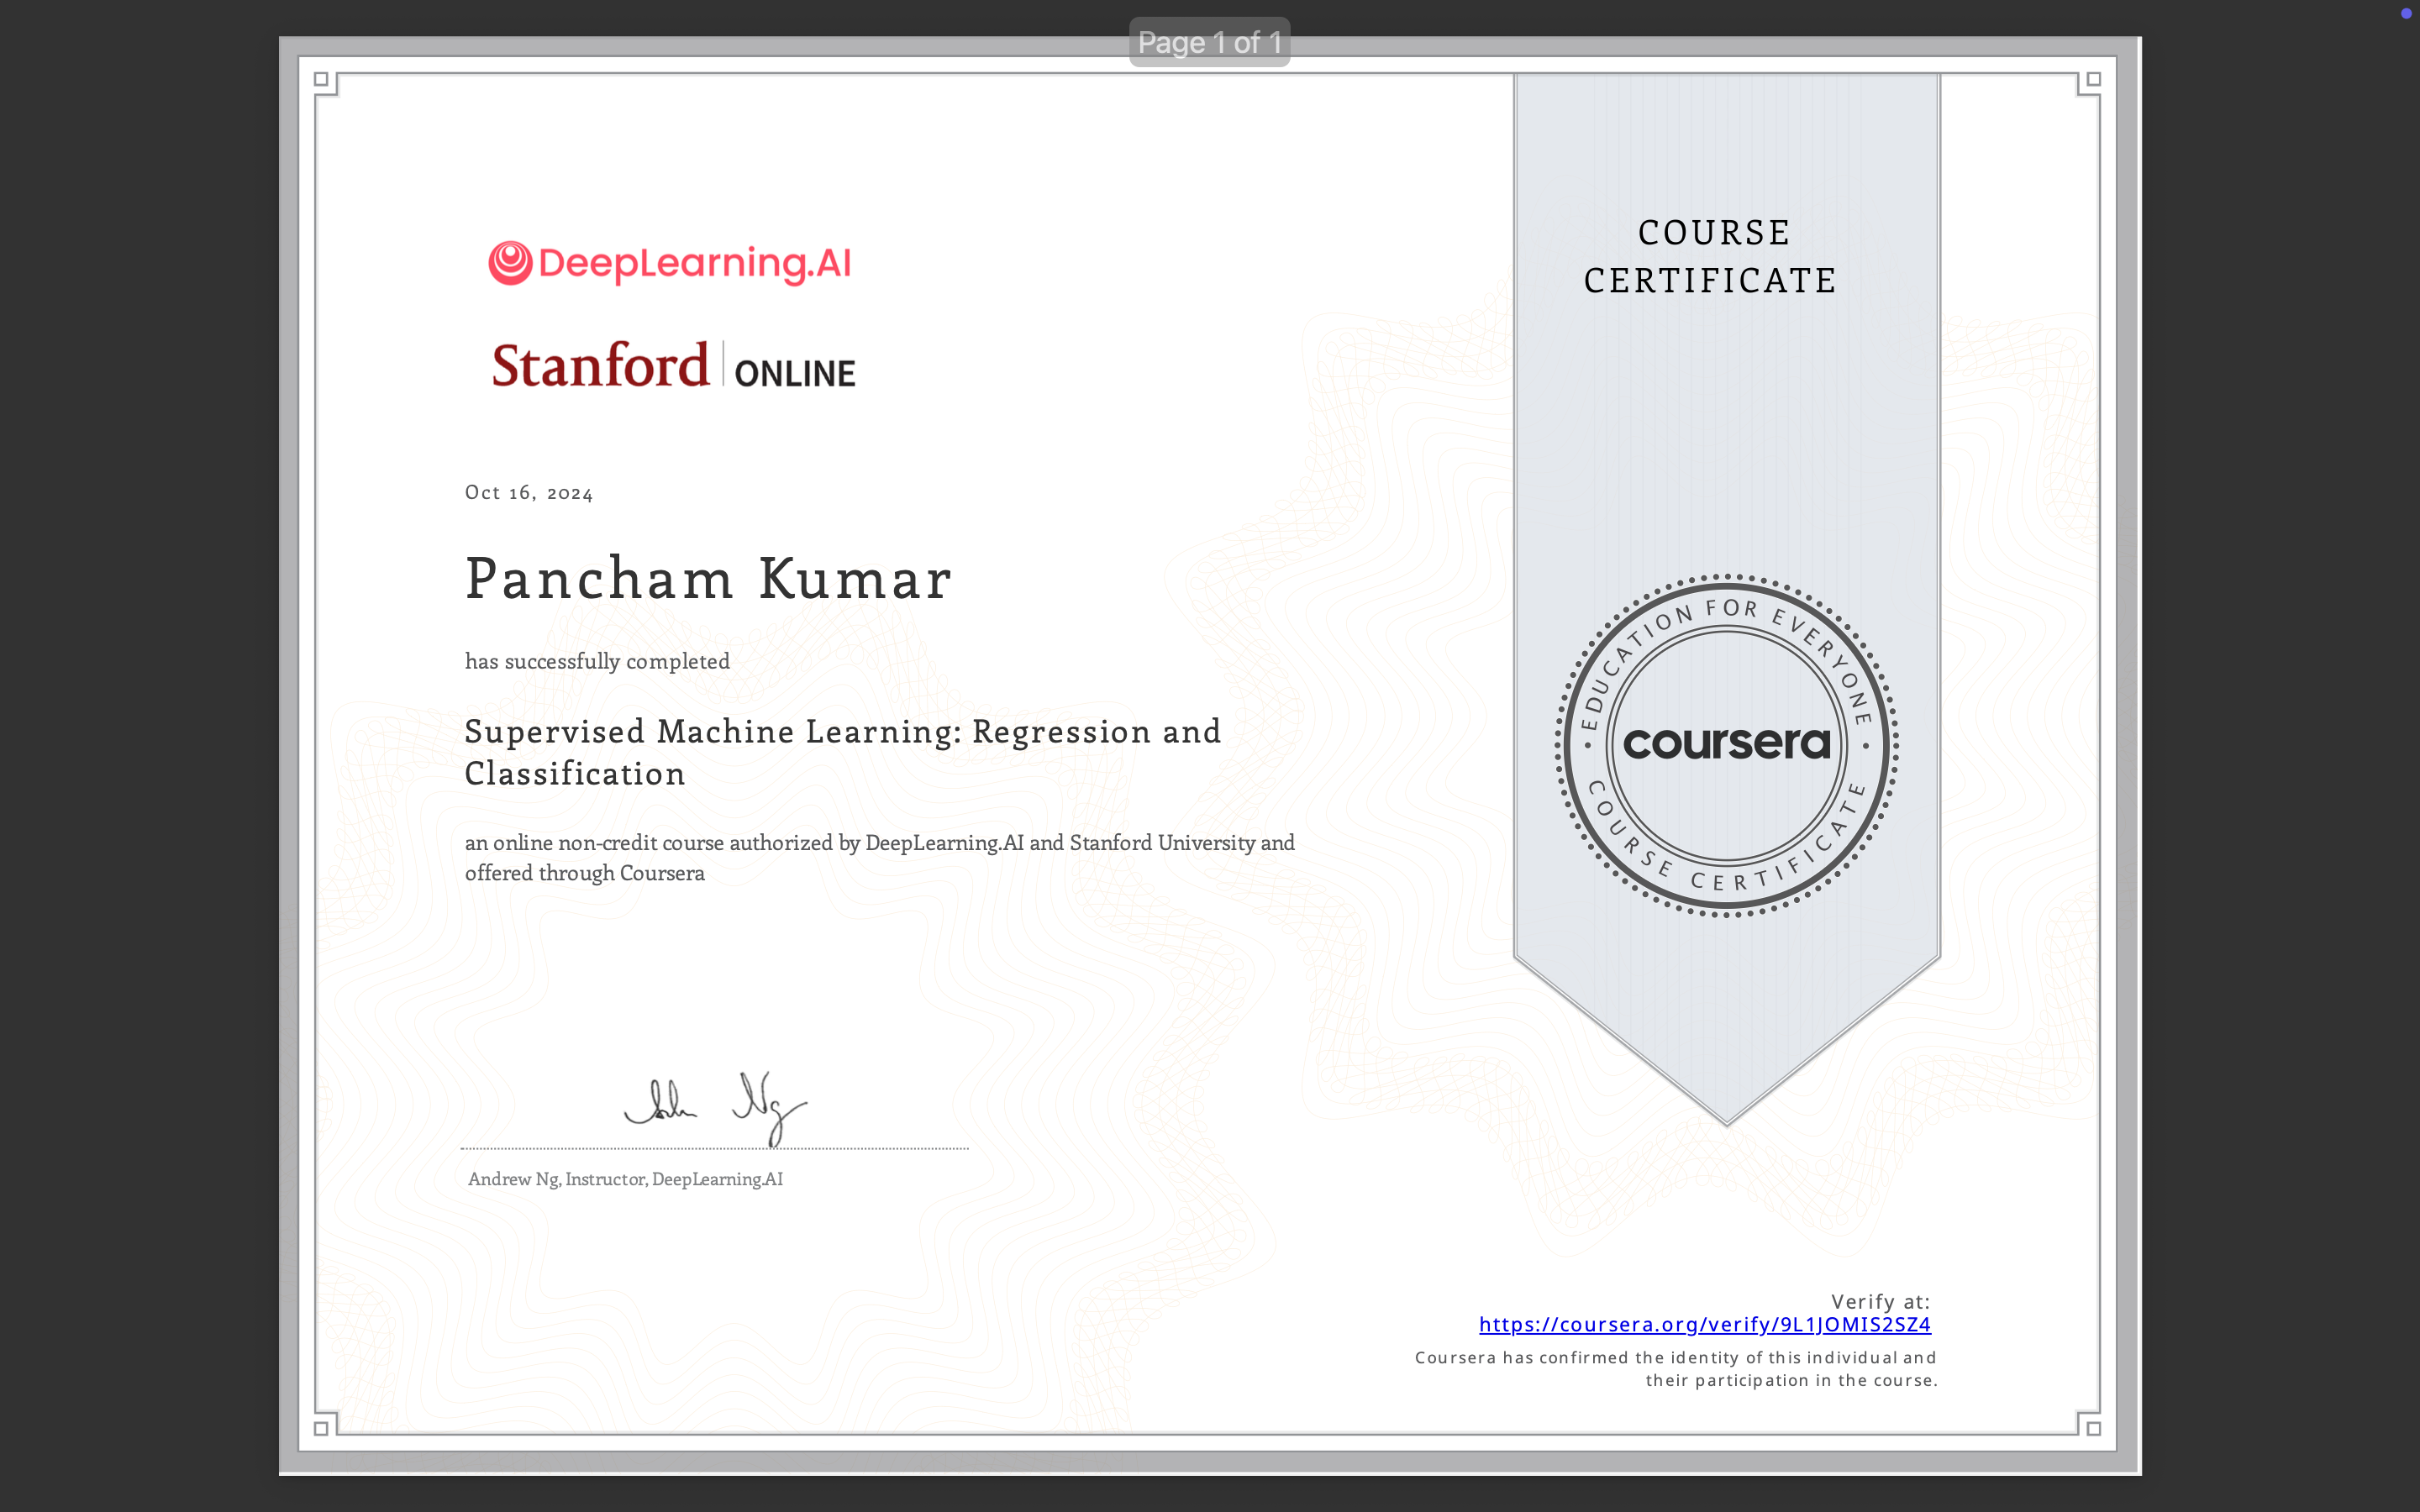 Page 1 of 1
DeepLearning.AI
Stanford ONLINE
Oct 16, 2024
Pancham Kumar
has successfully completed
Supervised Machine Learning: Regression and
Classification
an online non-credit course authorized by DeepLearning.AI and Stanford University and
offered through Coursera
Andrew Ng, Instructor, DeepLearning.AI
COURSE
CERTIFICATE
EDUCATION FOR EVERYONE
coursera
COURSE CERTIFICATE
Verify at:
https://coursera.org/verify/9L1JOMIS2SZ4
Coursera has confirmed the identity of this individual and
their participation in the course.